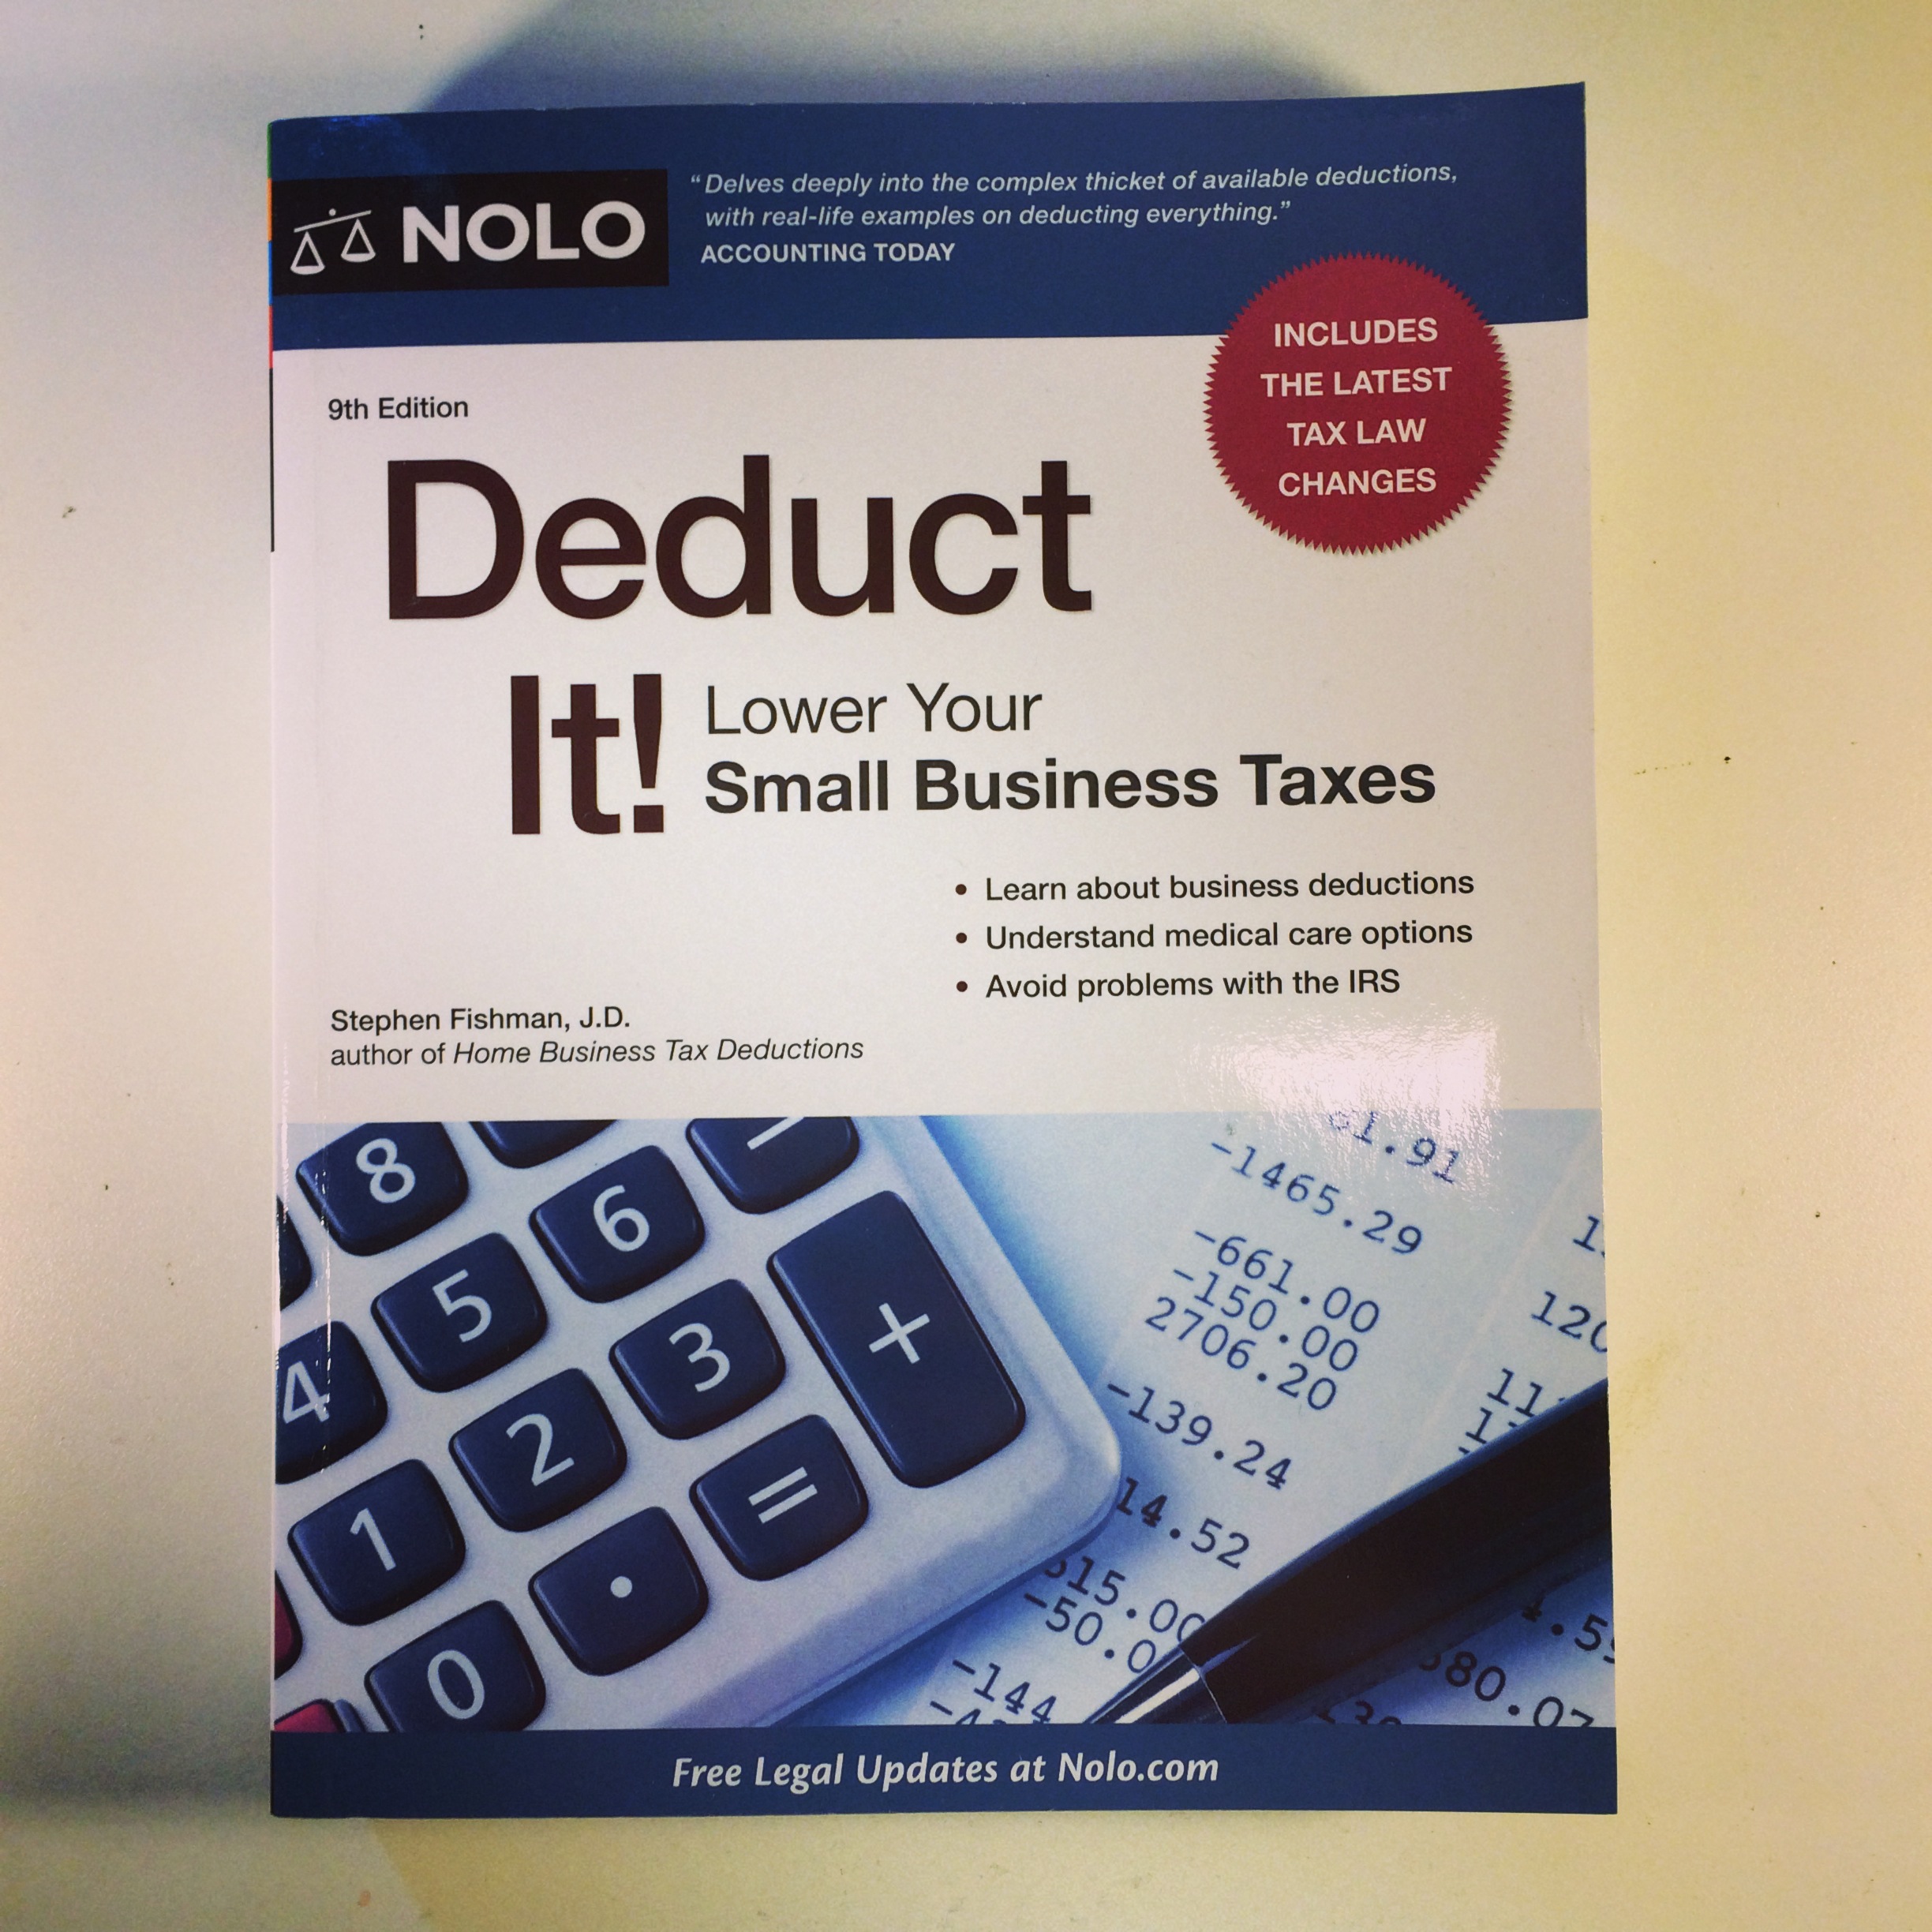 NOLO
“Delves deeply into the complex thicket of available deductions,
with real-life examples on deducting everything.”
ACCOUNTING TODAY
INCLUDES
THE LATEST
TAX LAW
CHANGES
9th Edition
Deduct
It!
Lower Your
Small Business Taxes
• Learn about business deductions
• Understand medical care options
• Avoid problems with the IRS
Stephen Fishman, J.D.
author of Home Business Tax Deductions
8
6
5
4
3
+
2
1
=
0
-1465.29
-661.00
-150.00
2706.20
-139.24
14.52
-144
Free Legal Updates at Nolo.com